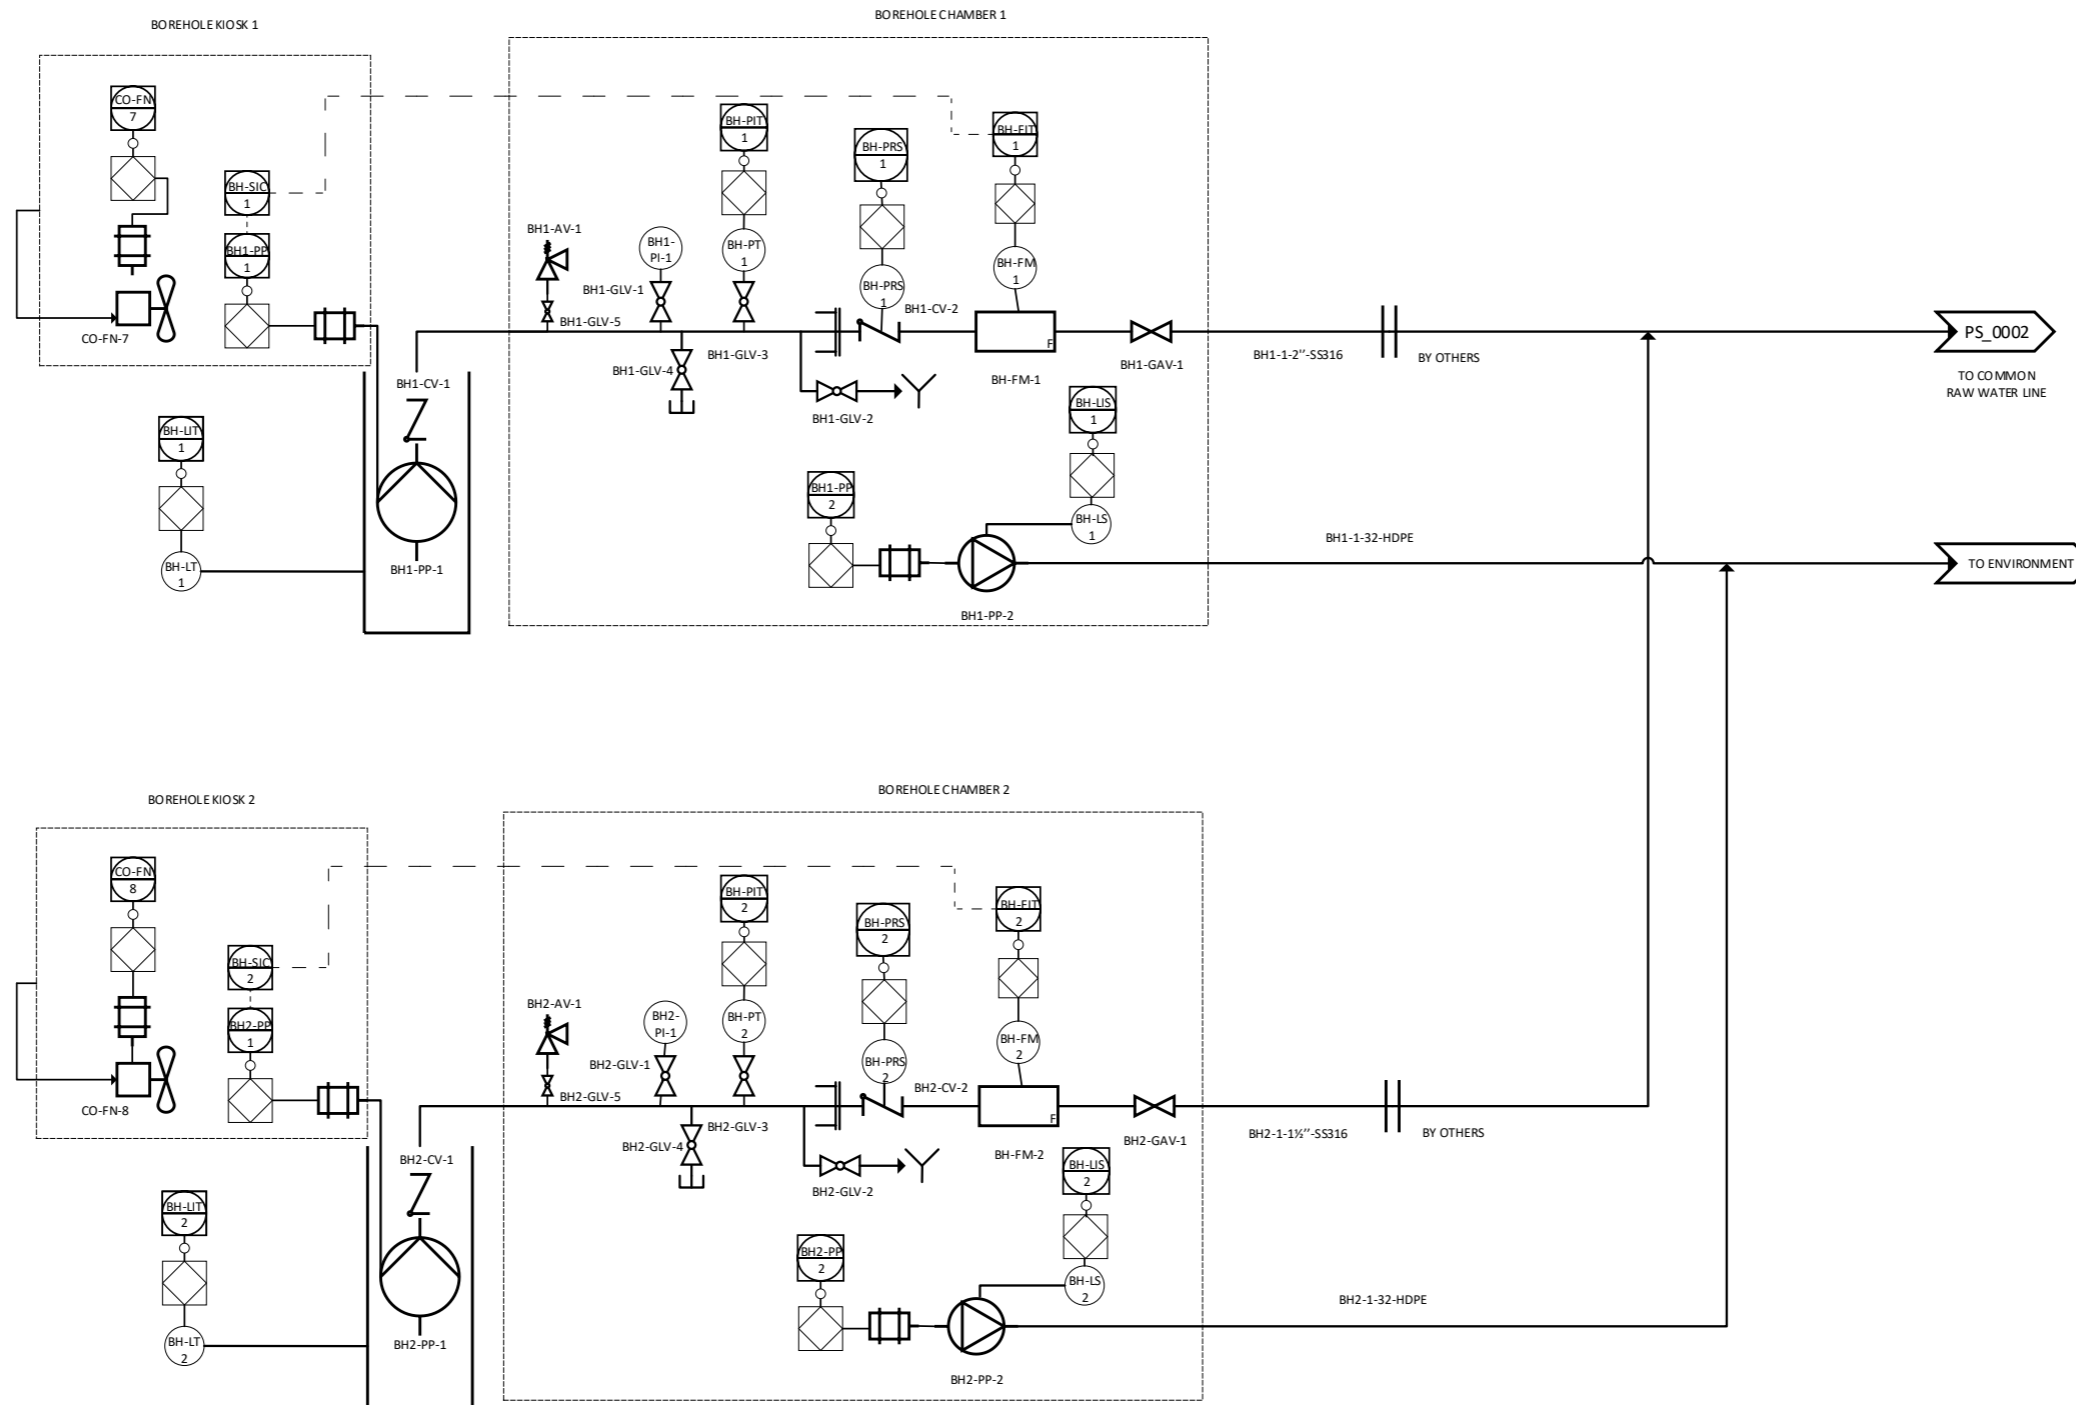 BOREHOLE KIOSK 1
BOREHOLE CHAMBER 1
CO-FN
7
BH-SIC
1
BH1-PP
1
CO-FN-7
BH-PIT
1
BH-PRS
1
BH-FIT
1
BH1-AV-1
BH1-
PI-1
BH-PT
1
BH-PRS
1
BH-FM
1
BH1-GLV-1
BH1-GLV-5
BH1-CV-2
BH1-GLV-3
BH1-GLV-4
BH1-GLV-2
F
BH-FM-1
BH1-GAV-1
BH1-1-2’’-SS316
BY OTHERS
PS_0002
TO COMMON
RAW WATER LINE
BH1-CV-1
BH-LIT
1
BH-LT
1
BH1-PP-1
BH-LIS
1
BH1-PP
2
BH-LS
1
BH1-PP-2
BH1-1-32-HDPE
TO ENVIRONMENT
BOREHOLE KIOSK 2
BOREHOLE CHAMBER 2
CO-FN
8
BH-SIC
2
BH2-PP
1
CO-FN-8
BH-PIT
2
BH-PRS
2
BH-FIT
2
BH2-AV-1
BH2-
PI-1
BH-PT
2
BH-PRS
2
BH-FM
2
BH2-GLV-1
BH2-GLV-5
BH2-CV-2
BH2-GLV-3
BH2-GLV-4
BH2-GLV-2
F
BH-FM-2
BH2-GAV-1
BH2-1-1½’’-SS316
BY OTHERS
BH2-CV-1
BH-LIT
2
BH-LT
2
BH2-PP-1
BH-LIS
2
BH2-PP
2
BH-LS
2
BH2-PP-2
BH2-1-32-HDPE